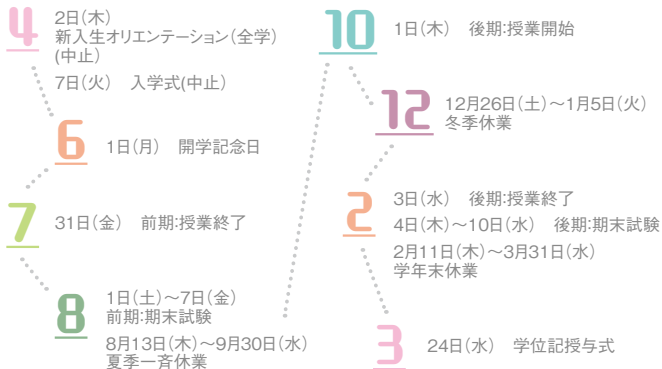 4
2日(木)
新入生オリエンテーション(全学)
(中止)
7日(火) 入学式(中止)
6
1日(月) 開学記念日
7
31日(金) 前期:授業終了
8
1日(土)~7日(金)
前期:期末試験
8月13日(木)~9月30日(水)
夏季一斉休業
10
1日(木) 後期:授業開始
12
12月26日(土)~1月5日(火)
冬季休業
2
3日(水) 後期:授業終了
4日(木)~10日(水) 後期:期末試験
2月11日(木)~3月31日(水)
学年末休業
3
24日(水) 学位記授与式